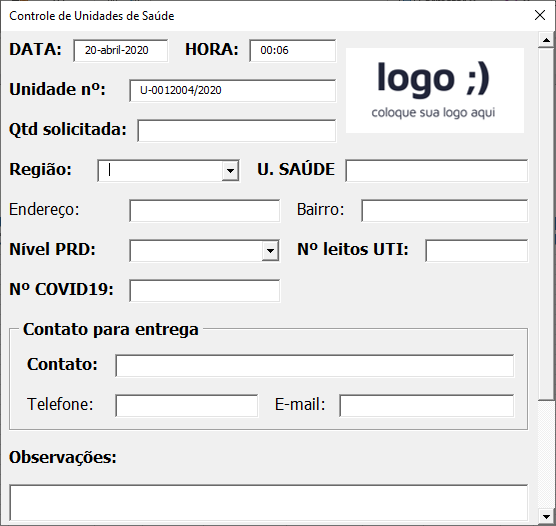 Controle de Unidades de Saúde
DATA: 20-abril-2020 HORA: 00:06
logo ;)
coloque sua logo aqui
Unidade nº: U-0012004/2020
Qtd solicitada:
Região: U. SAÚDE
Endereço: Bairro:
Nível PRD: Nº leitos UTI:
Nº COVID19:
Contato para entrega
Contato:
Telefone: E-mail:
Observações: